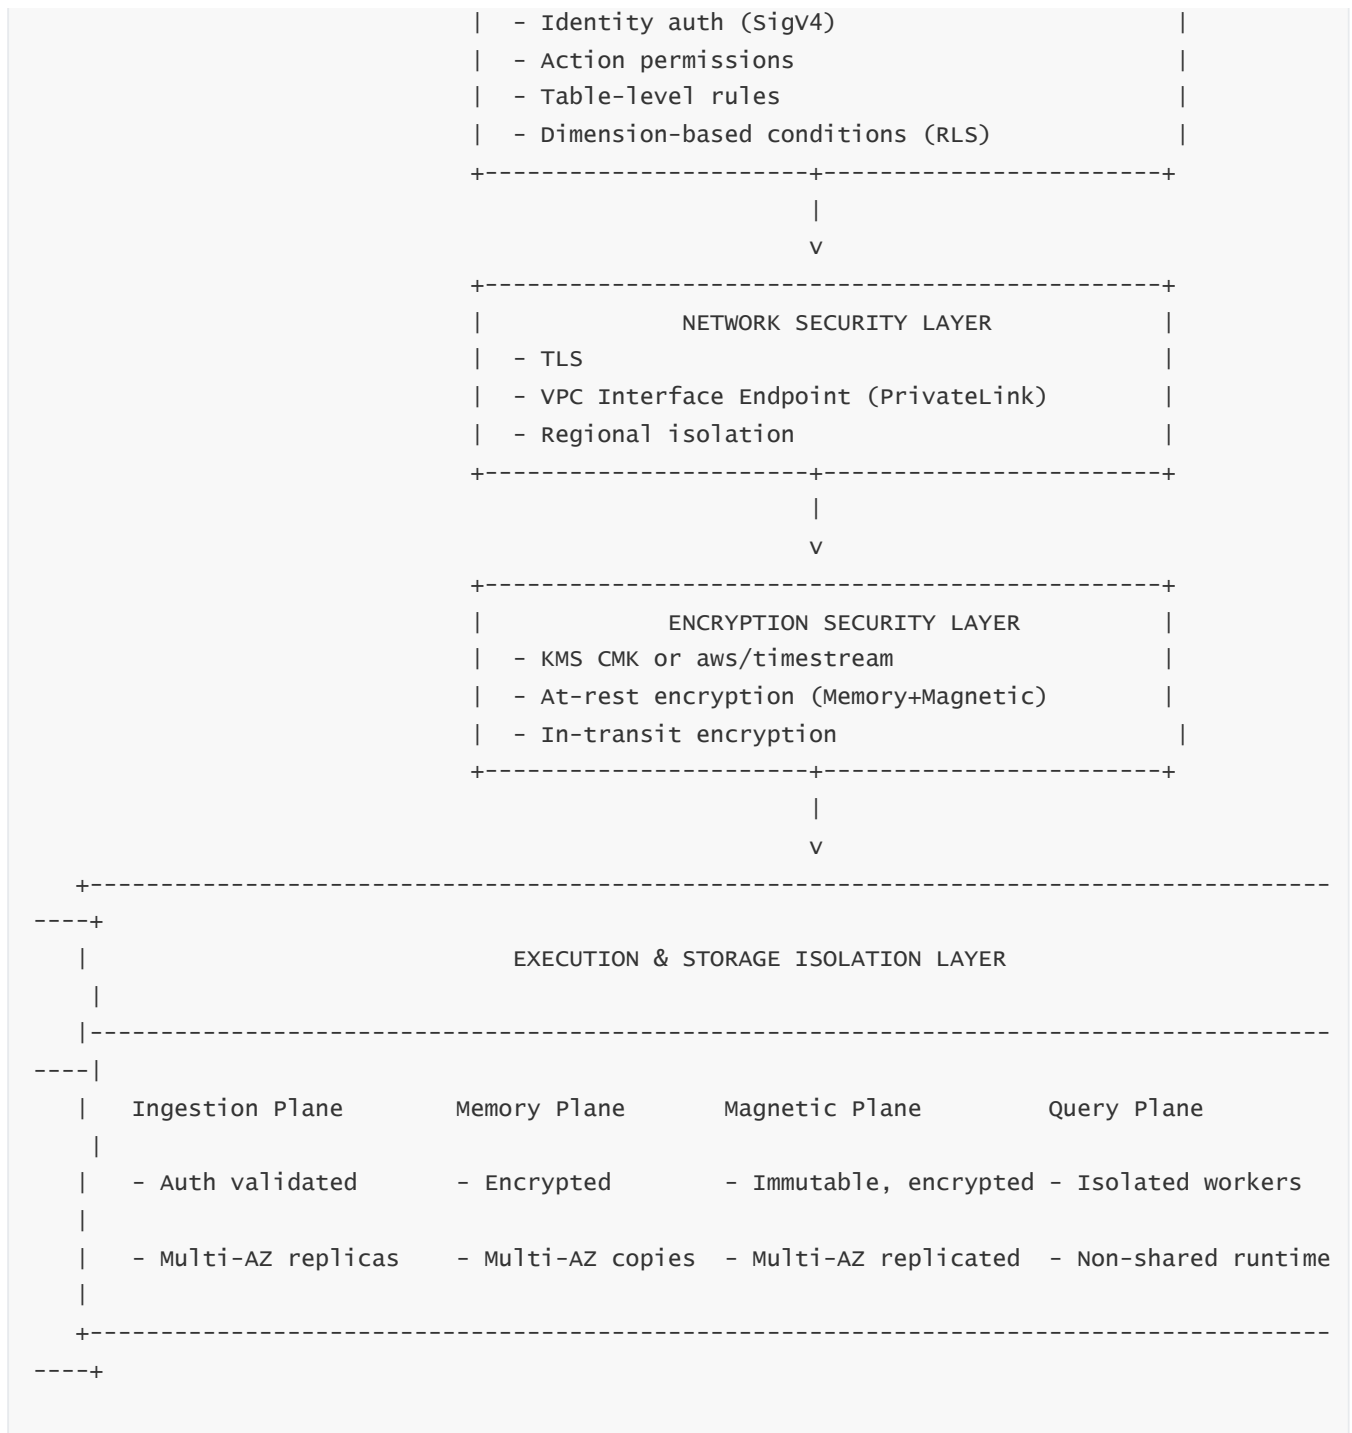 |  - Identity auth (SigV4)                        |
|  - Action permissions                           |
|  - Table-level rules                            |
|  - Dimension-based conditions (RLS)             |
+-----------------------+------------------------+
                        |
                        v
+------------------------------------------------+
|              NETWORK SECURITY LAYER            |
|  - TLS                                         |
|  - VPC Interface Endpoint (PrivateLink)        |
|  - Regional isolation                          |
+-----------------------+------------------------+
                        |
                        v
+------------------------------------------------+
|             ENCRYPTION SECURITY LAYER          |
|  - KMS CMK or aws/timestream                   |
|  - At-rest encryption (Memory+Magnetic)        |
|  - In-transit encryption                        |
+-----------------------+------------------------+
                        |
                        v
   +----------------------------------------------------------------------------------------
----+
   |                              EXECUTION & STORAGE ISOLATION LAYER
    |
   |----------------------------------------------------------------------------------------
----|
   |   Ingestion Plane        Memory Plane       Magnetic Plane         Query Plane
    |
   |   - Auth validated       - Encrypted        - Immutable, encrypted - Isolated workers
   |
   |   - Multi-AZ replicas    - Multi-AZ copies  - Multi-AZ replicated  - Non-shared runtime
   |
   +----------------------------------------------------------------------------------------
----+